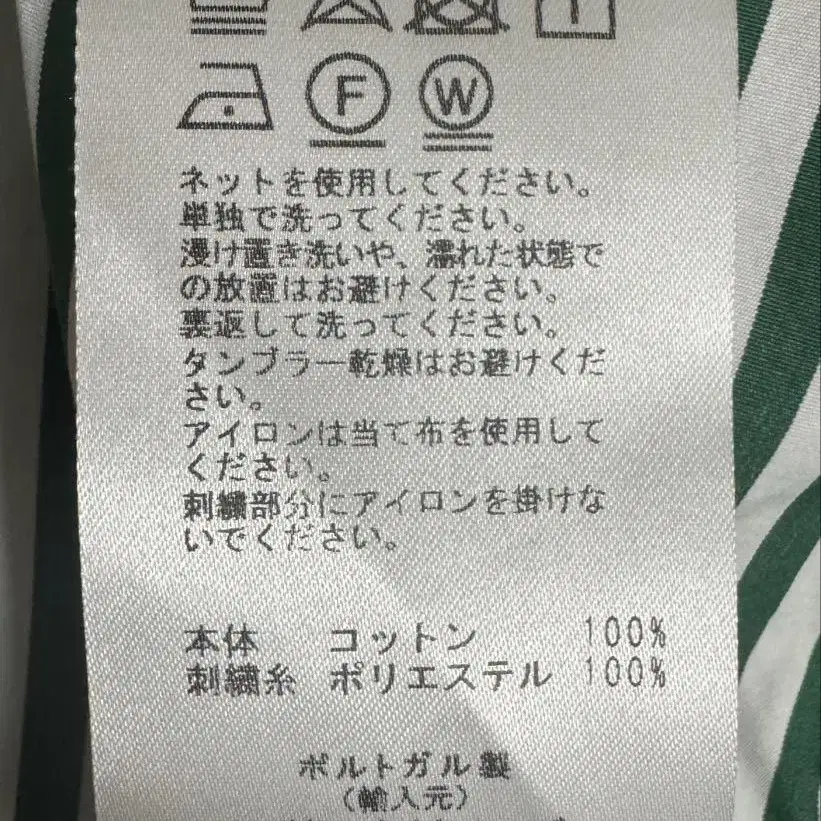 F W
ネットを使用してください。
単独で洗ってください。
浸け置き洗いや、濡れた状態で
の放置はお避けください。
裏返して洗ってください。
タンブラー乾燥はお避けくだ
さい。
アイロンは当て布を使用して
ください。
刺繍部分にアイロンを掛けな
いでください。
本体 コットン 100%
刺繍糸 ポリエステル 100%
ポルトガル製
(輸入元)